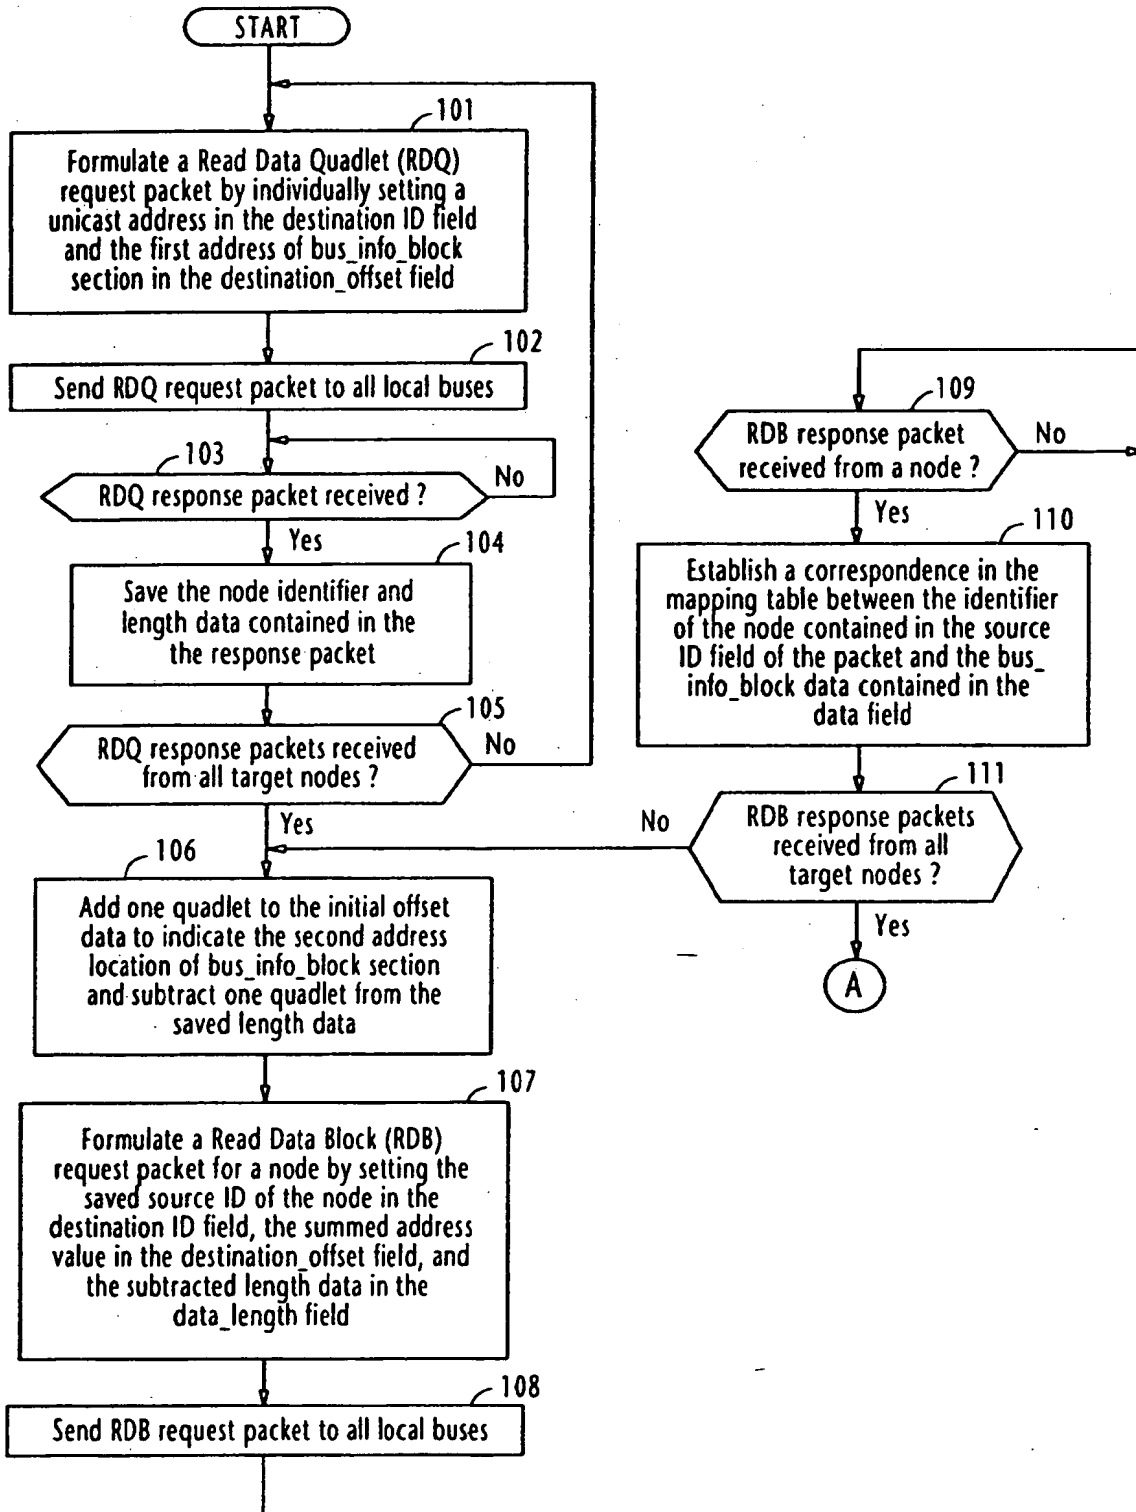 START
101
Formulate a Read Data Quadlet (RDQ)
request packet by individually setting a
unicast address in the destination ID field
and the first address of bus_info_block
section in the destination_offset field
102
Send RDQ request packet to all local buses
103
RDQ response packet received ?
No
Yes
104
Save the node identifier and
length data contained in the
the response packet
105
RDQ response packets received
from all target nodes ?
No
Yes
106
Add one quadlet to the initial offset
data to indicate the second address
location of bus_info_block section
and subtract one quadlet from the
saved length data
107
Formulate a Read Data Block (RDB)
request packet for a node by setting the
saved source ID of the node in the
destination ID field, the summed address
value in the destination_offset field, and
the subtracted length data in the
data_length field
108
Send RDB request packet to all local buses
109
RDB response packet
received from a node ?
No
Yes
110
Establish a correspondence in the
mapping table between the identifier
of the node contained in the source
ID field of the packet and the bus_
info_block data contained in the
data field
111
RDB response packets
received from all
target nodes ?
No
Yes
A